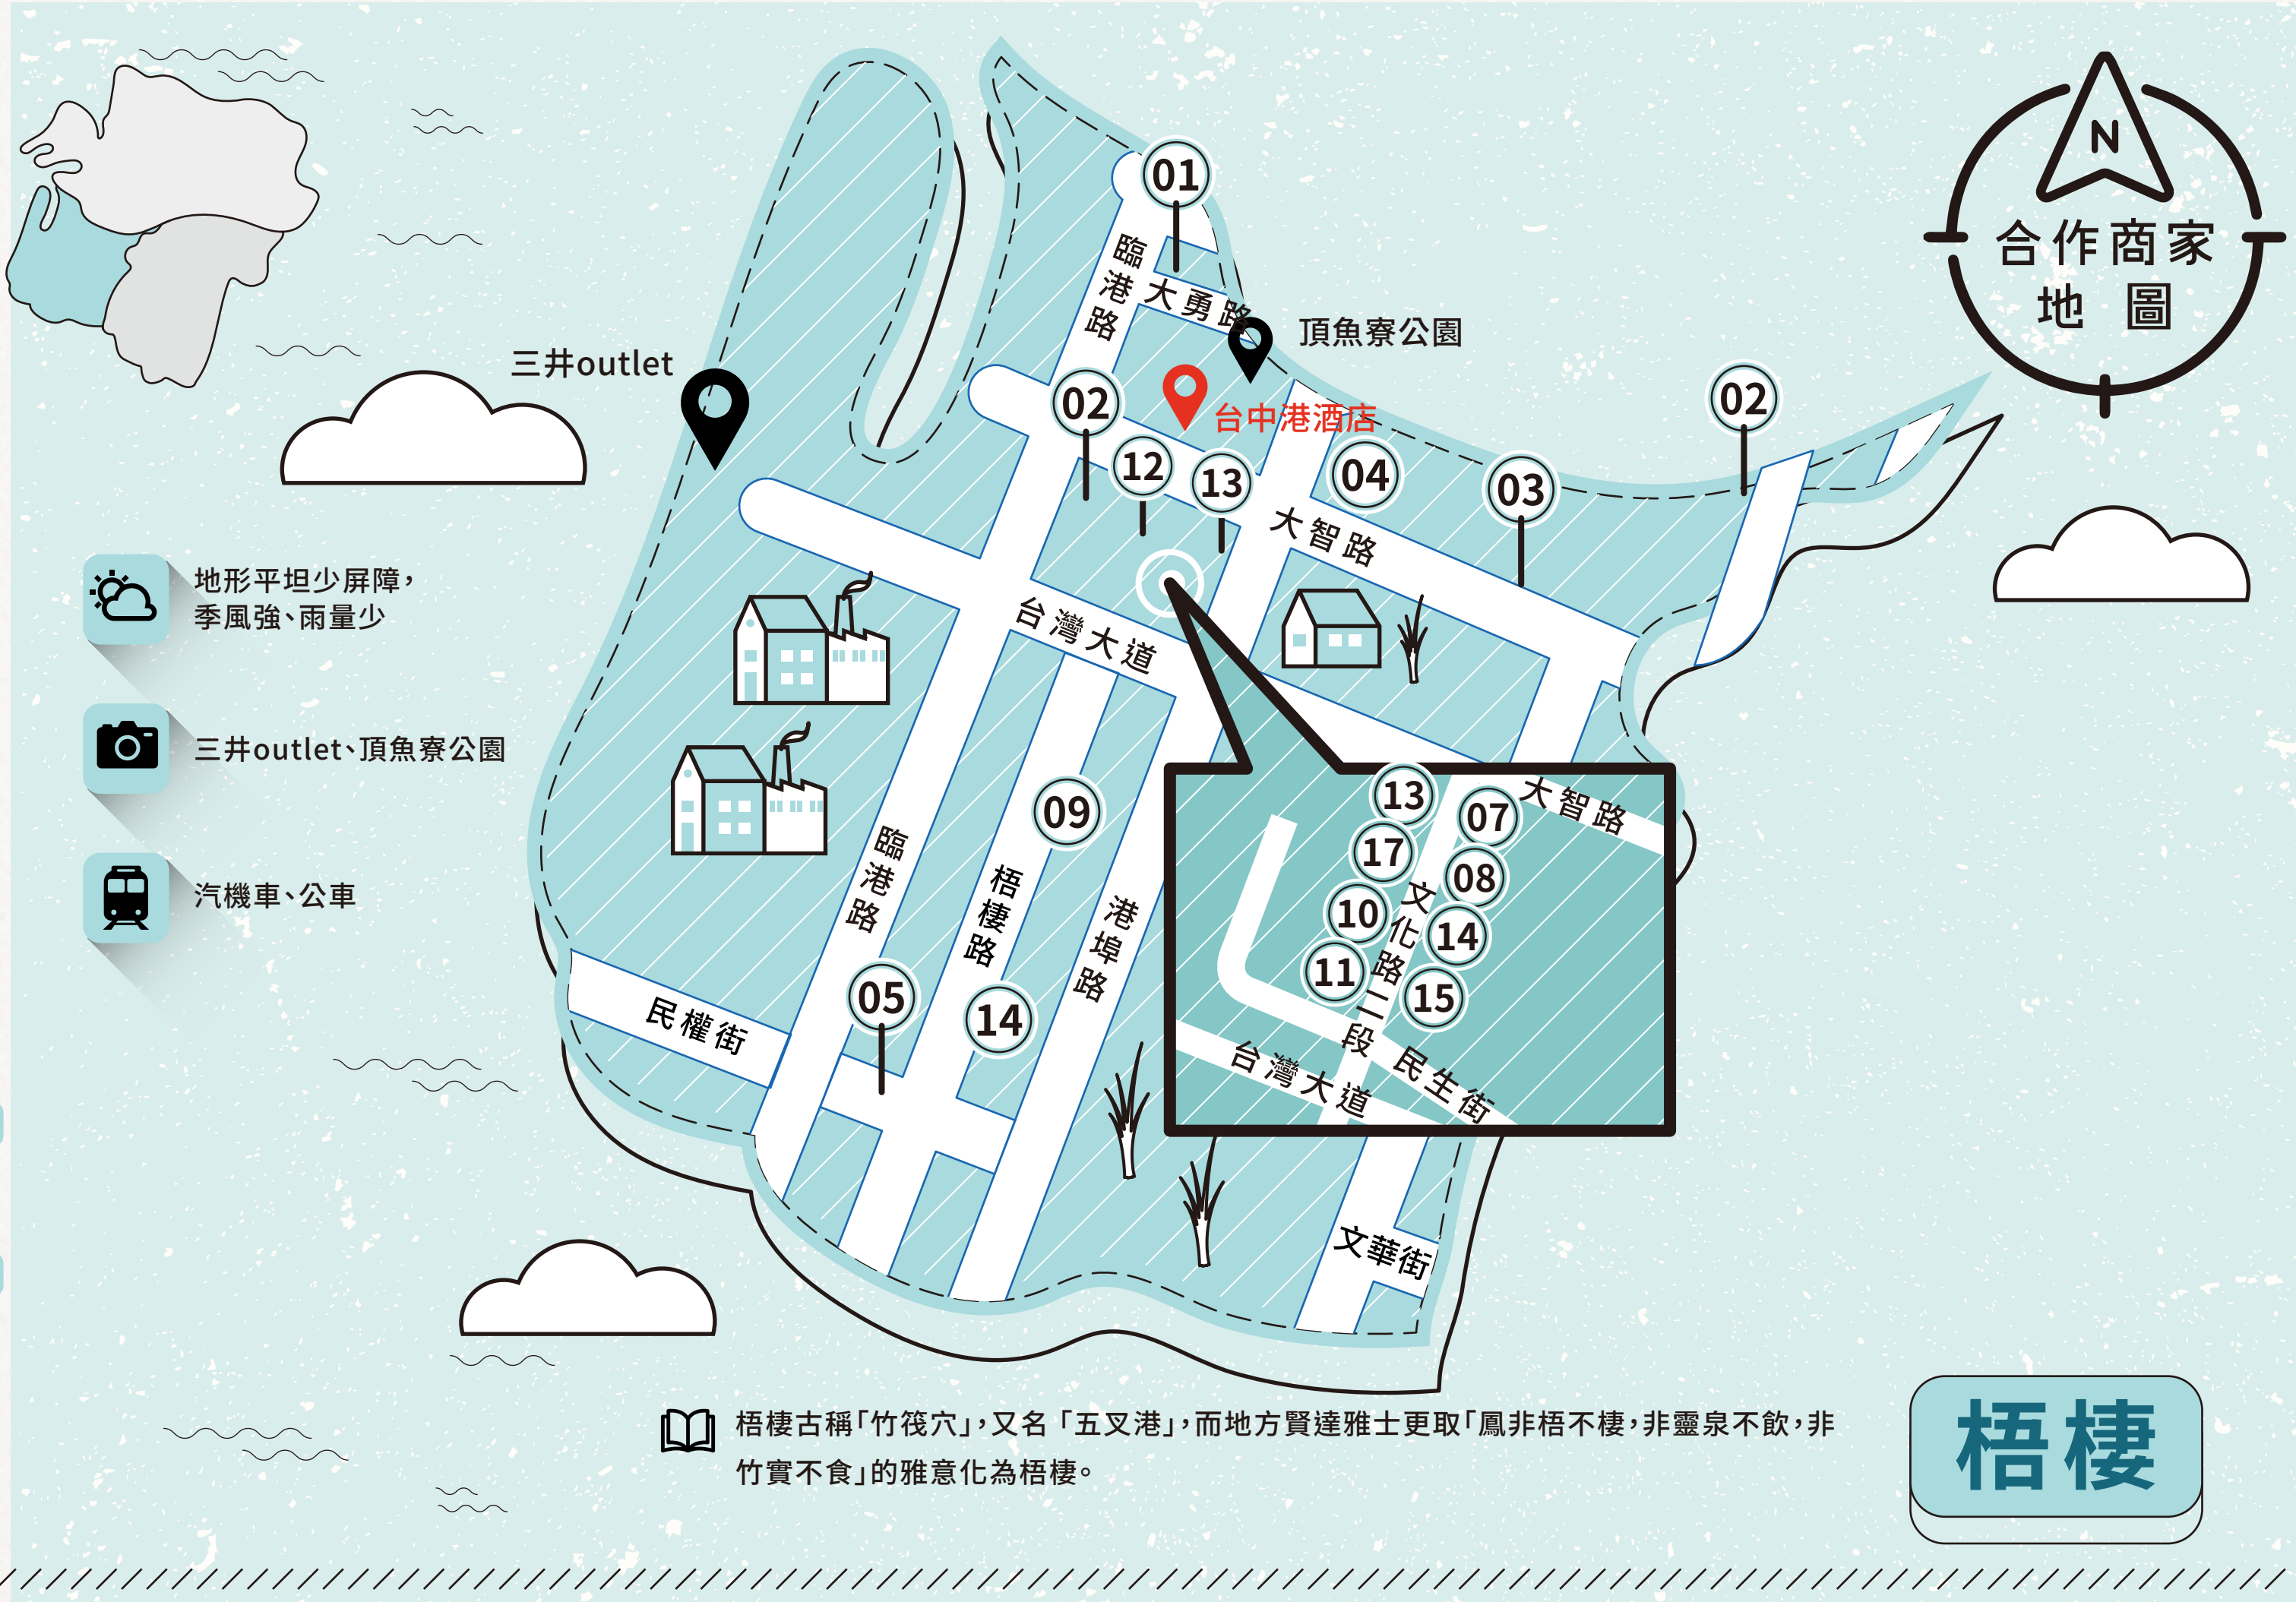 N
合作商家
地圖
01
臨港路
大勇路
頂魚寮公園
三井outlet
台中港酒店
02
02
12
13
04
03
大智路
台灣大道
地形平坦少屏障，
季風強、雨量少
三井outlet、頂魚寮公園
汽機車、公車
09
臨港路
梧棲路
港埠路
05
14
民權街
13
07
大智路
17
08
10
14
11
15
文化路二段
台灣大道
民生街
文華街
梧棲古稱「竹筏穴」，又名「五叉港」，而地方賢達雅士更取「鳳非梧不棲，非靈泉不飲，非
竹實不食」的雅意化為梧棲。
梧棲